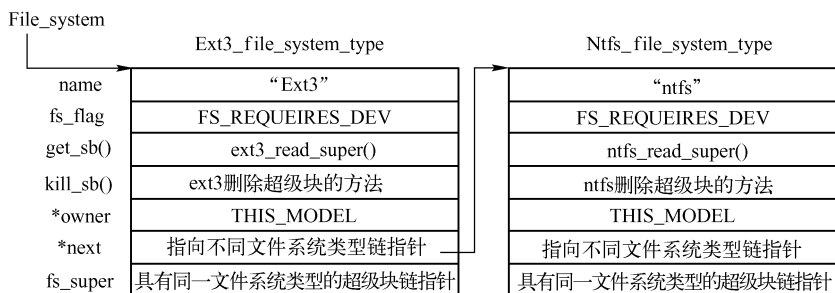 File_system
Ext3_file_system_type Ntfs_file_system_type
name “Ext3” “ntfs”
fs_flag FS_REQUEIRES_DEV FS_REQUEIRES_DEV
get_sb() ext3_read_super() ntfs_read_super()
kill_sb() ext3删除超级块的方法 ntfs删除超级块的方法
*owner THIS_MODEL THIS_MODEL
*next 指向不同文件系统类型链指针 指向不同文件系统类型链指针
fs_super 具有同一文件系统类型的超级块链指针 具有同一文件系统类型的超级块链指针